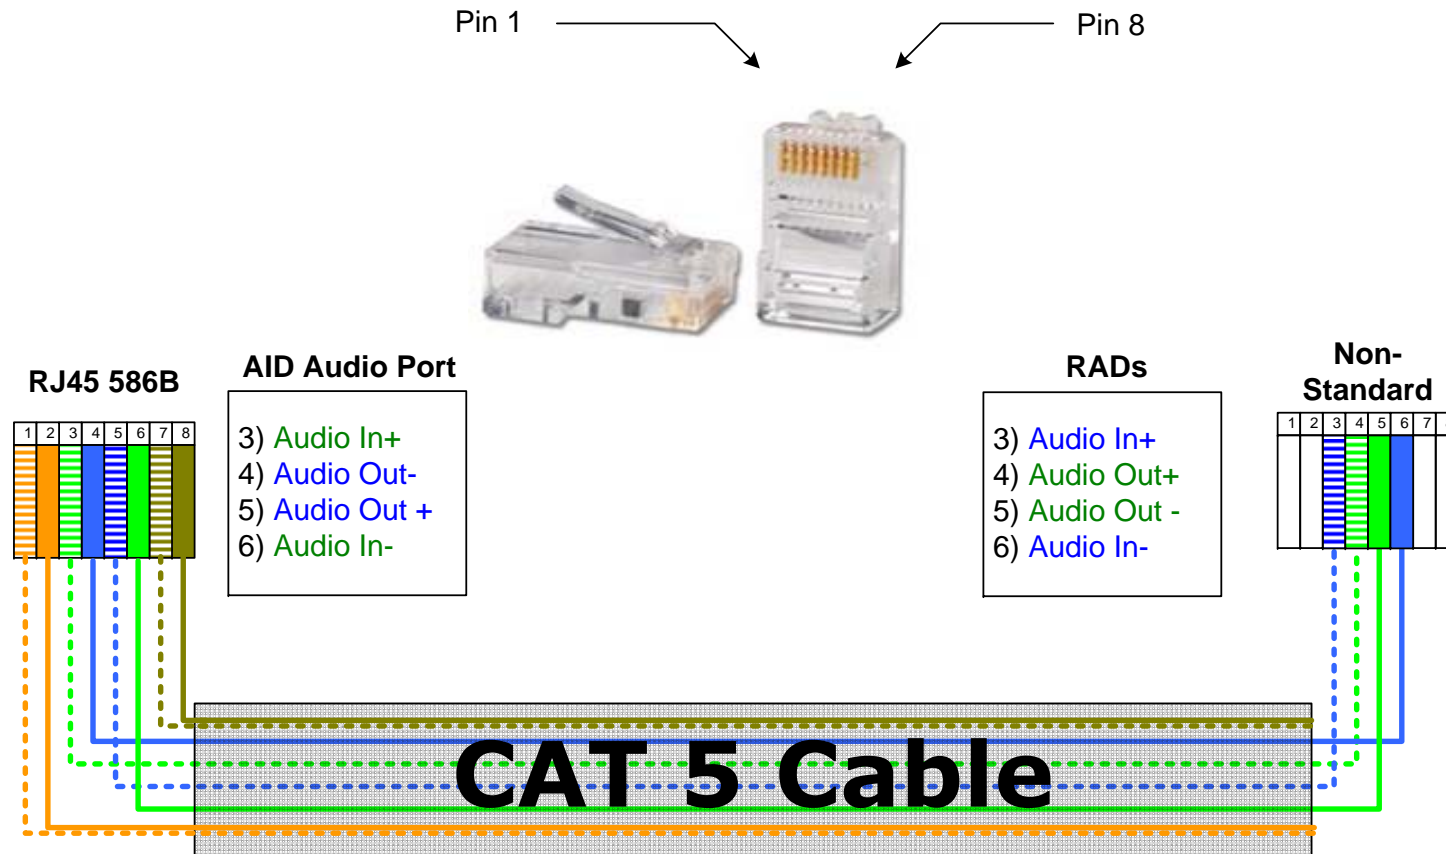 Pin 1
Pin 8
RJ45 586B
AID Audio Port
RADs
Non-
Standard
1 2 3 4 5 6 7 8
3) Audio In+
4) Audio Out-
5) Audio Out +
6) Audio In-
3) Audio In+
4) Audio Out+
5) Audio Out -
6) Audio In-
1 2 3 4 5 6 7
CAT 5 Cable